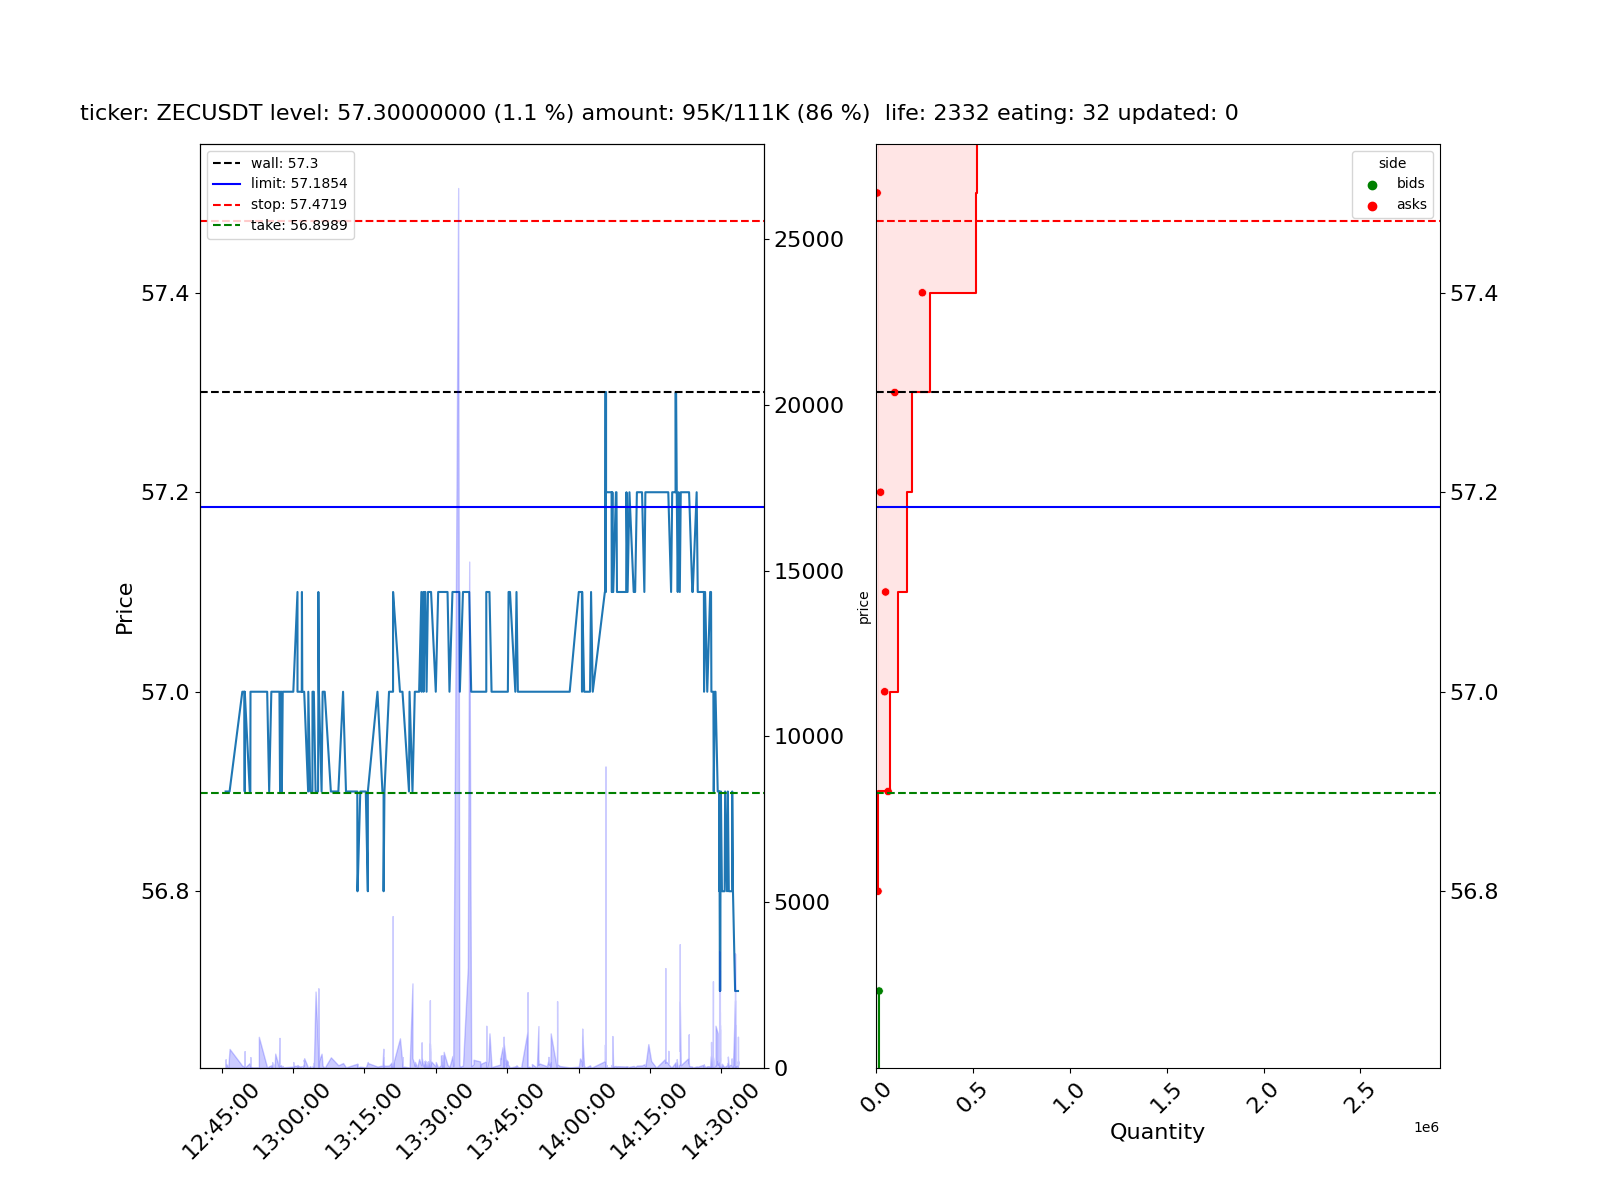 ticker: ZECUSDT level: 57.30000000 (1.1 %) amount: 95K/111K (86 %)  life: 2332 eating: 32 updated: 0
wall: 57.3
limit: 57.1854
stop: 57.4719
take: 56.8989
Price
57.4
57.2
57.0
56.8
25000
20000
15000
10000
5000
0
12:45:00
13:00:00
13:15:00
13:30:00
13:45:00
14:00:00
14:15:00
14:30:00
side
bids
asks
price
57.4
57.2
57.0
56.8
0.0
0.5
1.0
1.5
2.0
2.5
Quantity
1e6